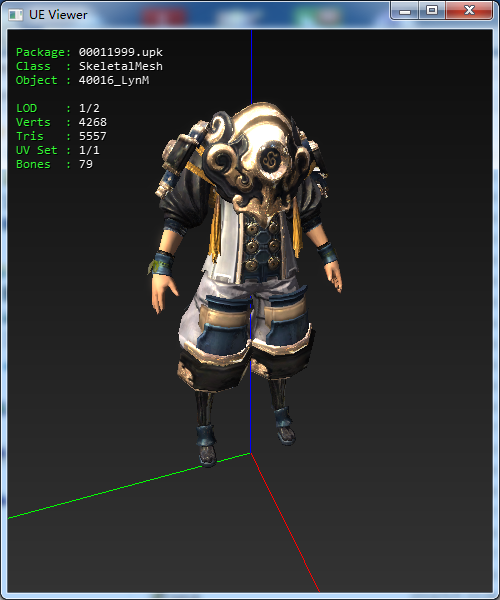 UE Viewer
Package: 00011999.upk
Class  : SkeletalMesh
Object : 40016_LynM
LOD    : 1/2
Verts  : 4268
Tris   : 5557
UV Set : 1/1
Bones  : 79